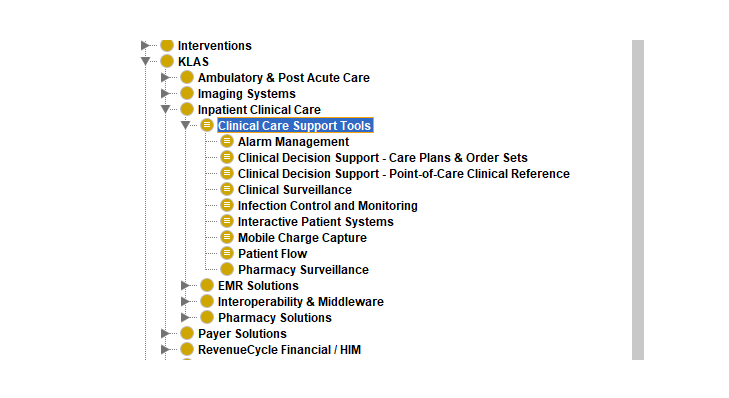 Interventions
KLAS
Ambulatory & Post Acute Care
Imaging Systems
Inpatient Clinical Care
Clinical Care Support Tools
Alarm Management
Clinical Decision Support - Care Plans & Order Sets
Clinical Decision Support - Point-of-Care Clinical Reference
Clinical Surveillance
Infection Control and Monitoring
Interactive Patient Systems
Mobile Charge Capture
Patient Flow
Pharmacy Surveillance
EMR Solutions
Interoperability & Middleware
Pharmacy Solutions
Payer Solutions
RevenueCycle Financial / HIM